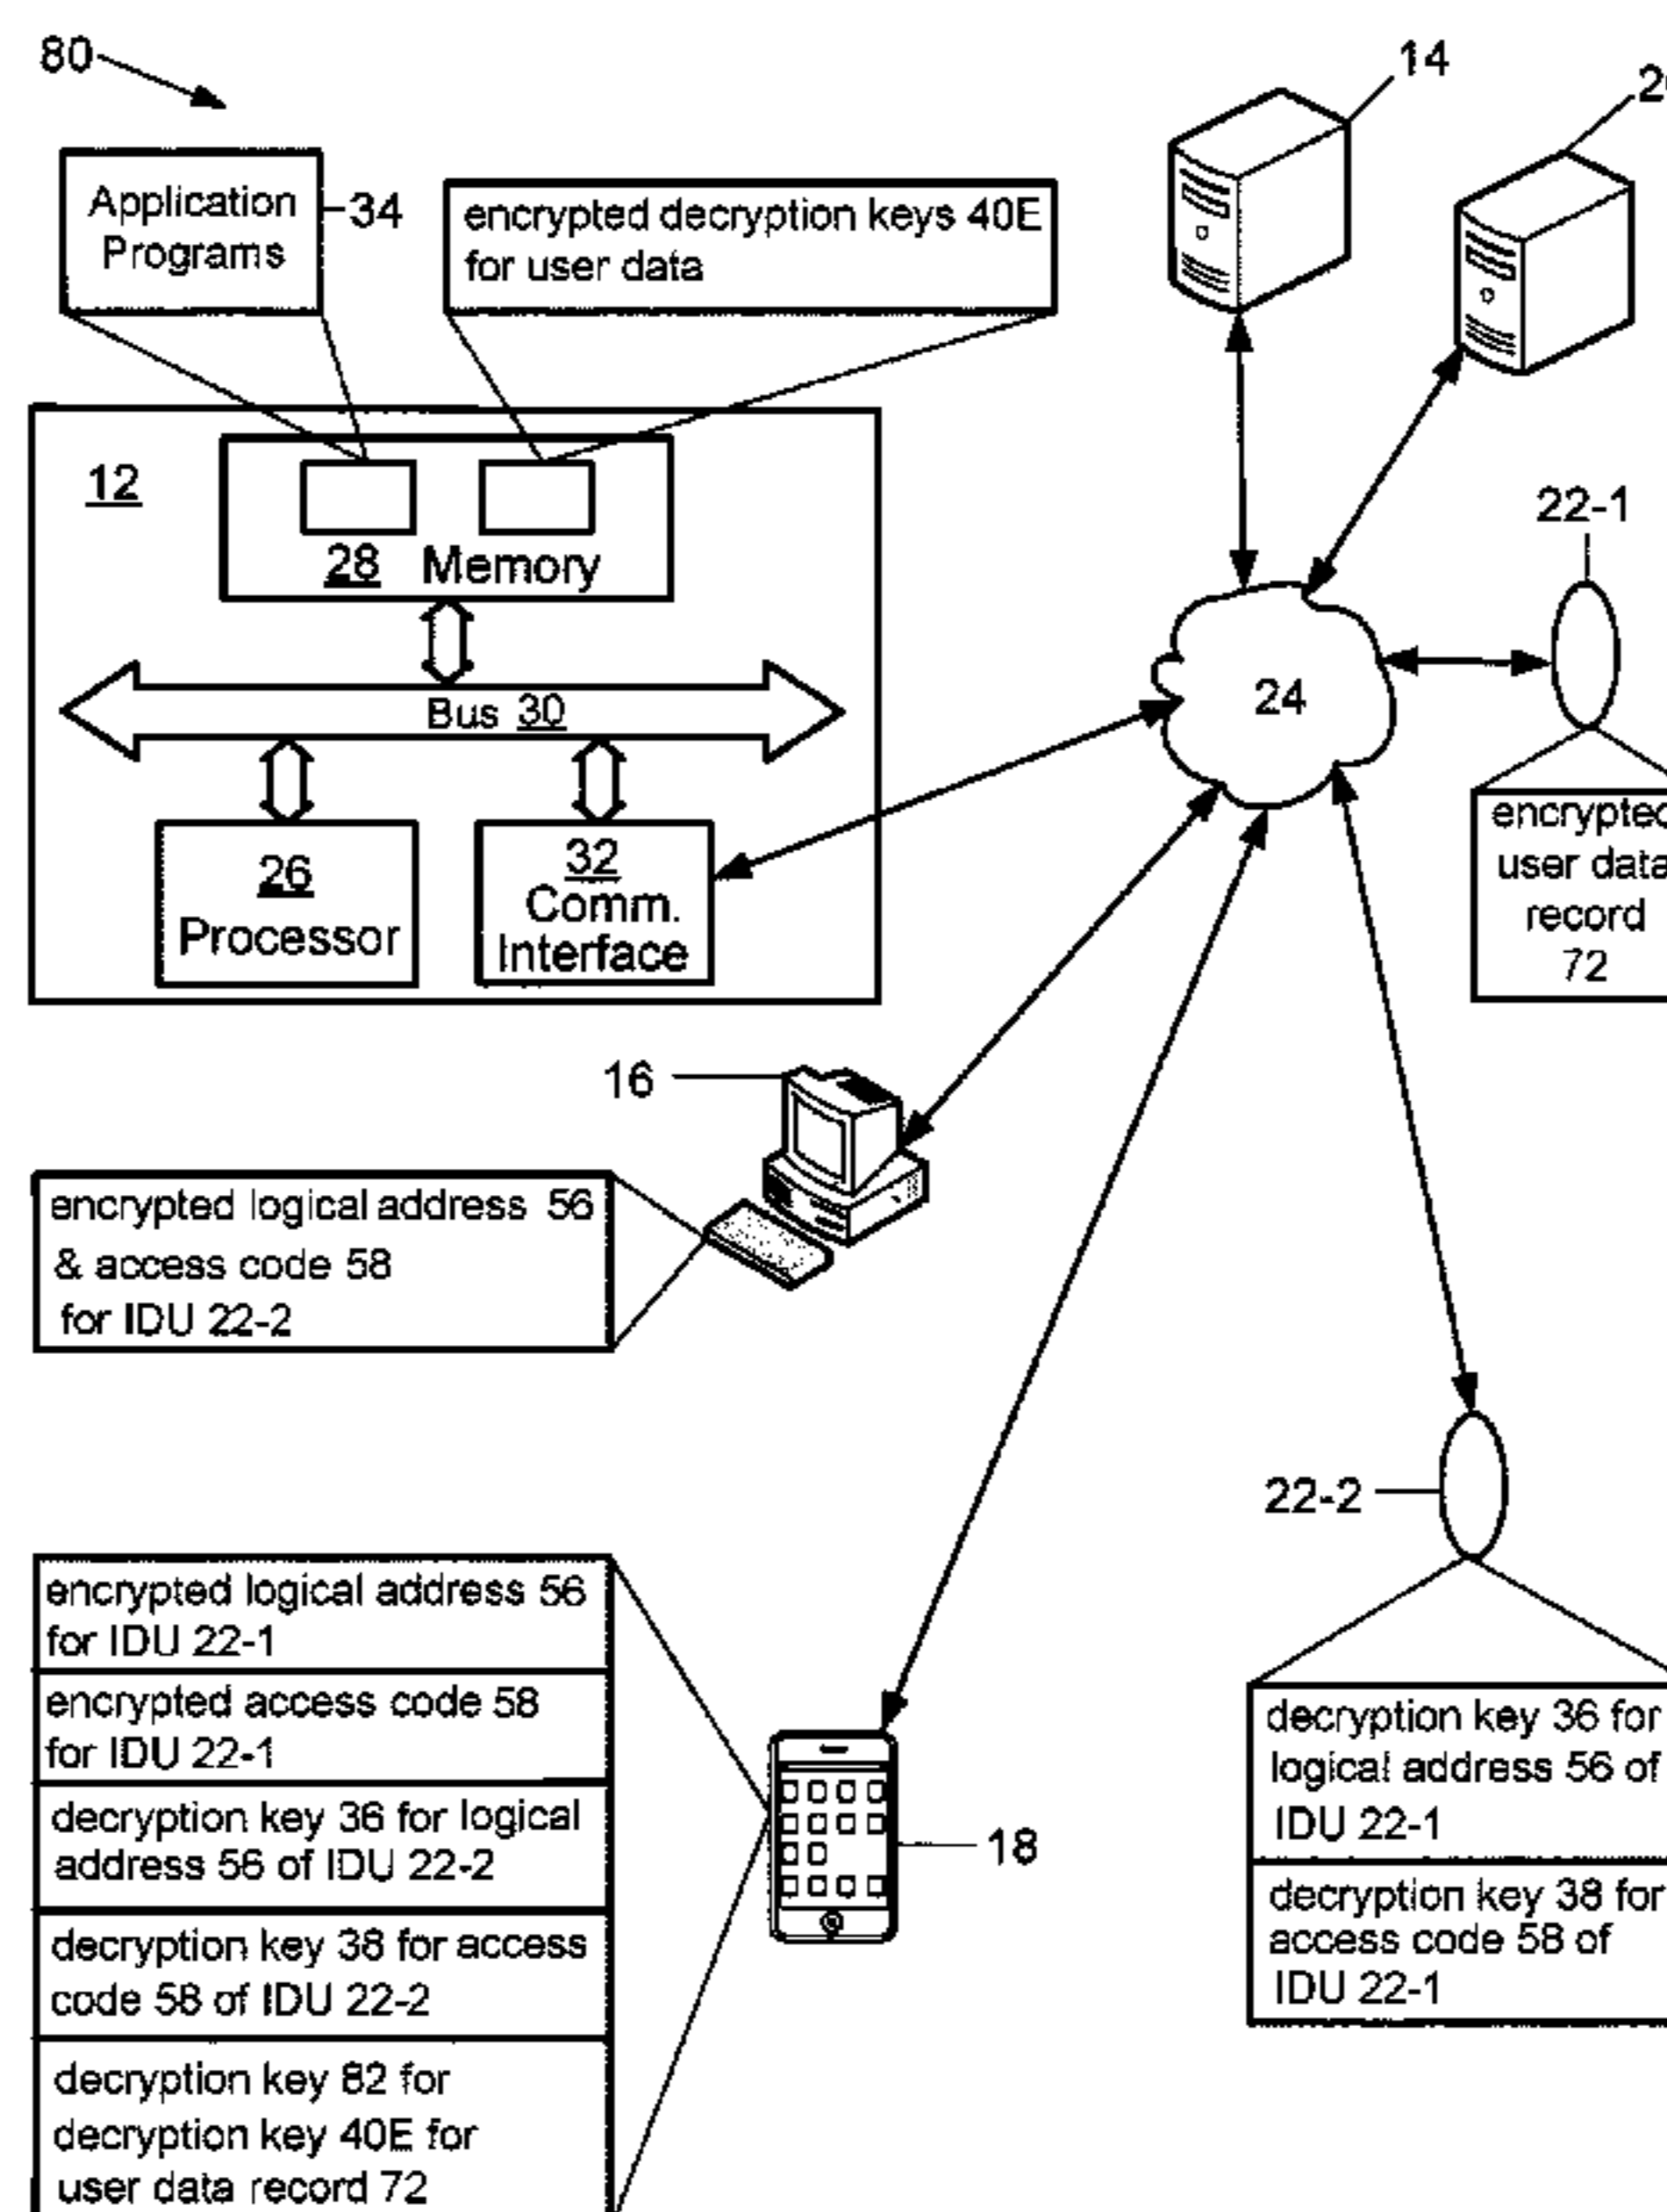 80
14
Application
Programs
34
encrypted decryption keys 40E
for user data
12
28 Memory
22-1
Bus 30
24
26
Processor
32
Comm.
Interface
encrypted
user data
record
72
16
encrypted logical address 56
& access code 58
for IDU 22-2
22-2
encrypted logical address 56
for IDU 22-1
encrypted access code 58
for IDU 22-1
decryption key 36 for logical
address 56 of IDU 22-2
decryption key 38 for access
code 58 of IDU 22-2
decryption key 82 for
decryption key 40E for
user data record 72
18
decryption key 36 for
logical address 56 of
IDU 22-1
decryption key 38 for
access code 58 of
IDU 22-1